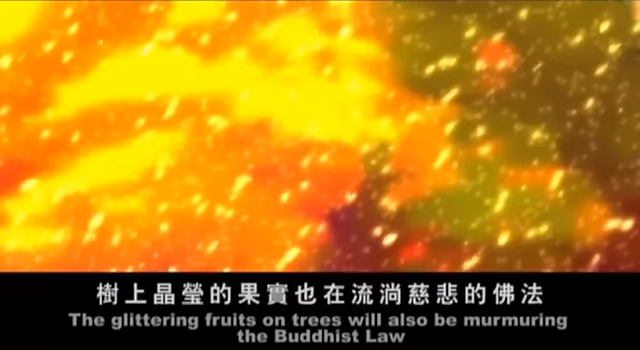 樹上晶瑩的果實也在流淌慈悲的佛法
The glittering fruits on trees will also be murmuring
the Buddhist Law